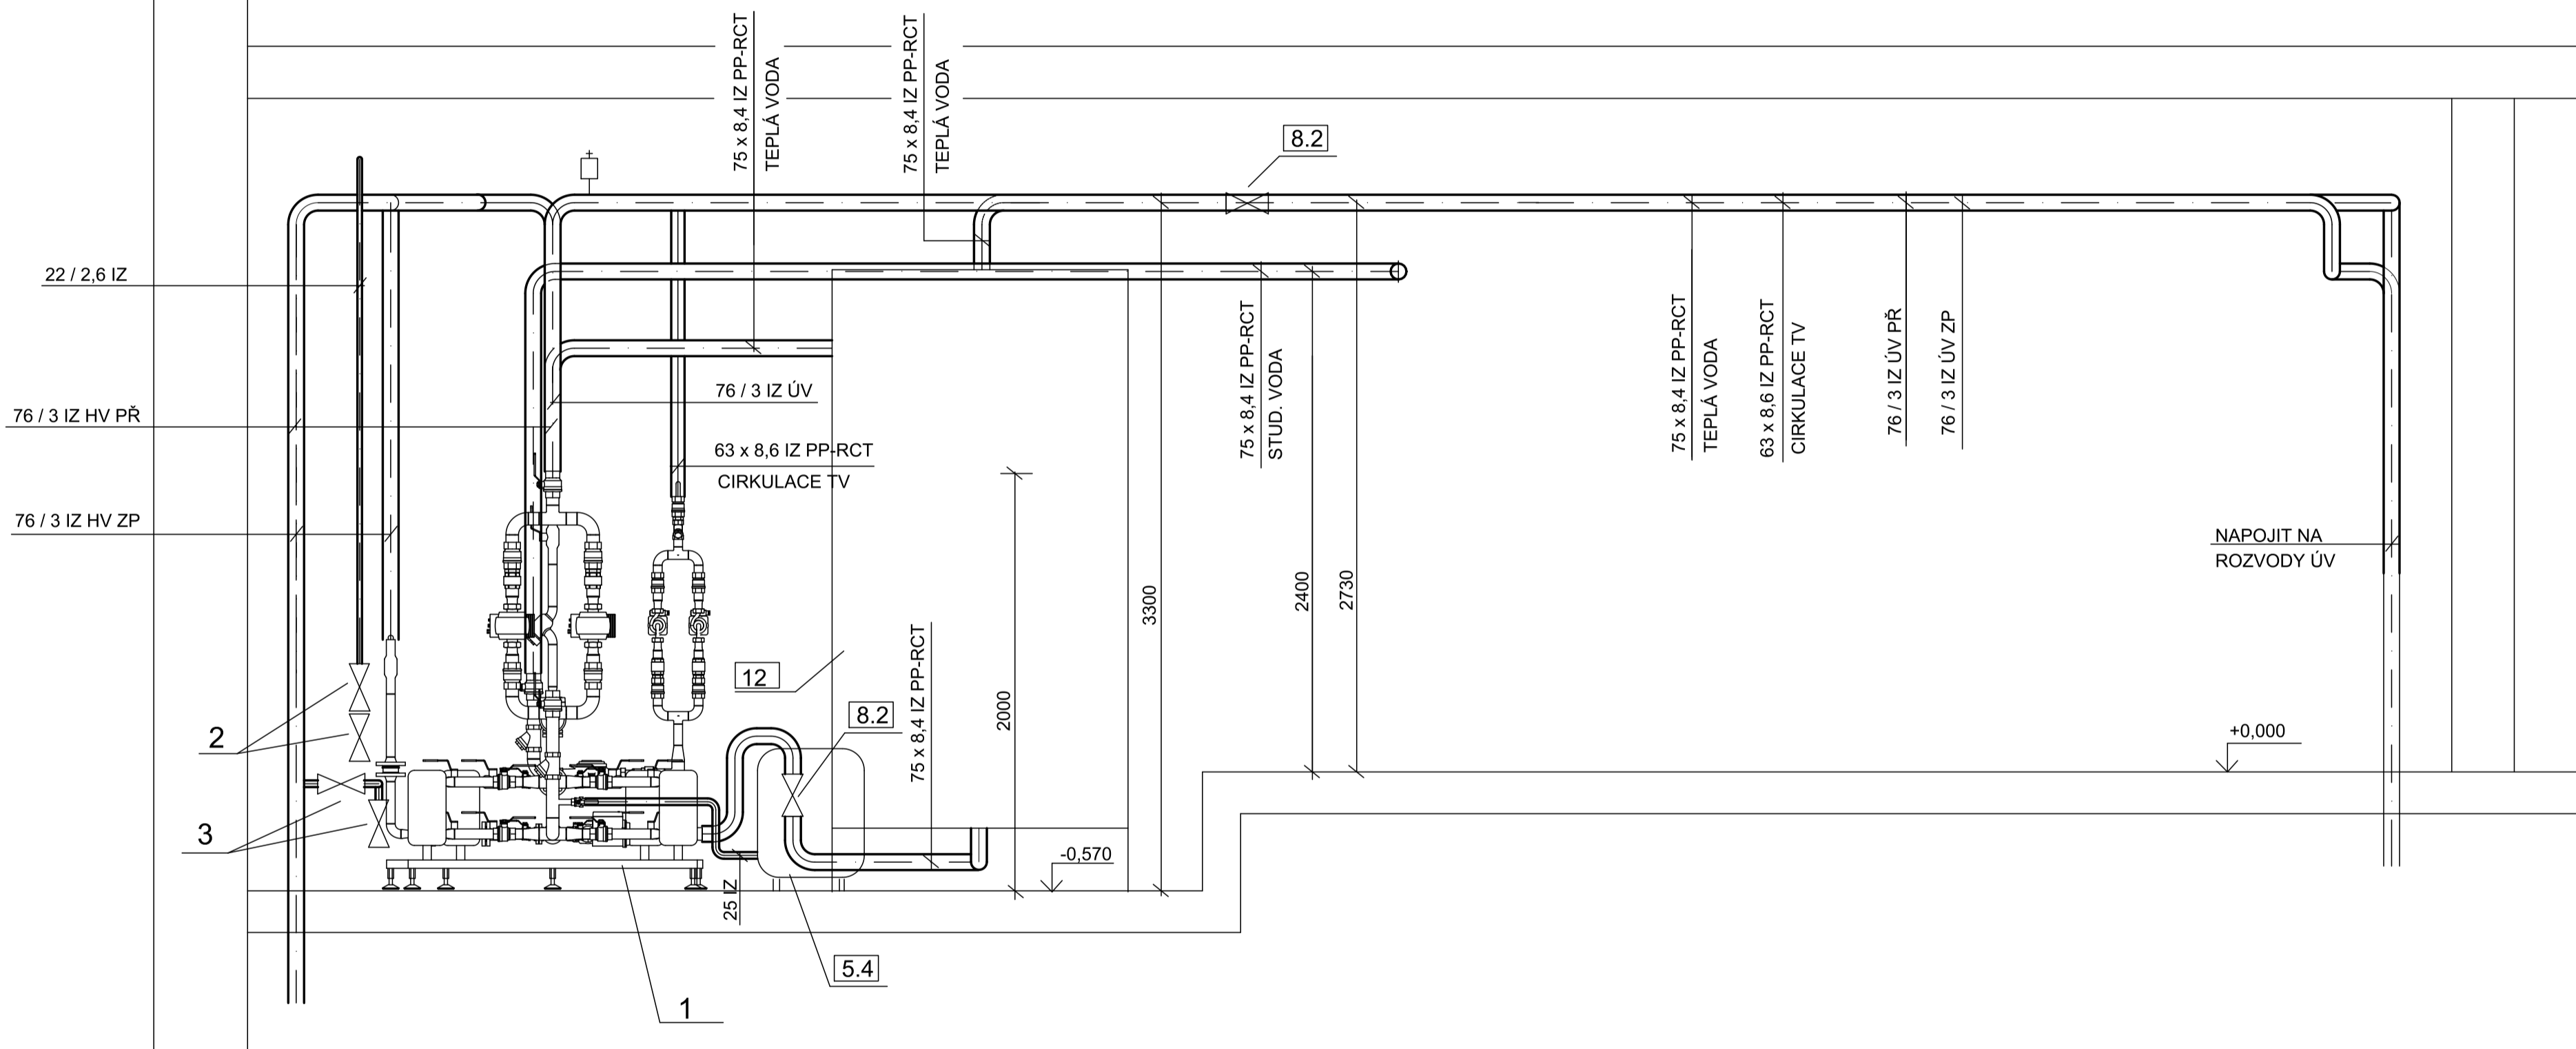 75 x 8,4 IZ PP-RCT
TEPLÁ VODA
75 x 8,4 IZ PP-RCT
TEPLÁ VODA
8.2
22 / 2,6 IZ
76 / 3 IZ HV PŘ
76 / 3 IZ HV ZP
76 / 3 IZ ÚV
63 x 8,6 IZ PP-RCT
CIRKULACE TV
75 x 8,4 IZ PP-RCT
STUD. VODA
75 x 8,4 IZ PP-RCT
TEPLÁ VODA
63 x 8,6 IZ PP-RCT
CIRKULACE TV
76 / 3 IZ ÚV PŘ
76 / 3 IZ ÚV ZP
NAPOJIT NA
ROZVODY ÚV
3300
2400
2730
2000
12
8.2
75 x 8,4 IZ PP-RCT
2
3
+0,000
-0,570
25 IZ
5.4
1